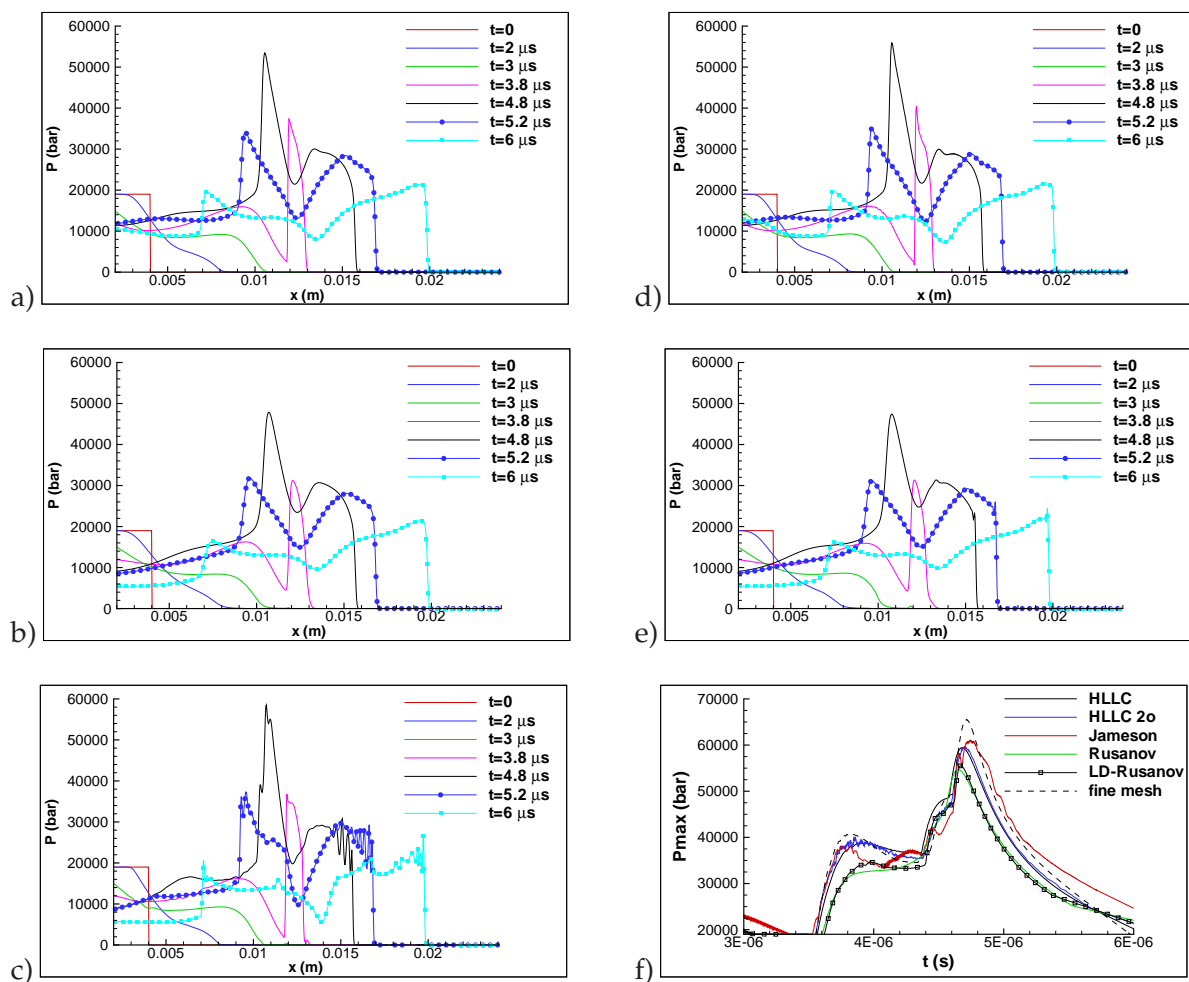 60000
50000
40000
30000
20000
10000
0
P (bar)
0.005
0.01
0.015
0.02
x (m)
t=0
t=2 μs
t=3 μs
t=3.8 μs
t=4.8 μs
t=5.2 μs
t=6 μs
a)
60000
50000
40000
30000
20000
10000
0
P (bar)
0.005
0.01
0.015
0.02
x (m)
t=0
t=2 μs
t=3 μs
t=3.8 μs
t=4.8 μs
t=5.2 μs
t=6 μs
d)
60000
50000
40000
30000
20000
10000
0
P (bar)
0.005
0.01
0.015
0.02
x (m)
t=0
t=2 μs
t=3 μs
t=3.8 μs
t=4.8 μs
t=5.2 μs
t=6 μs
b)
60000
50000
40000
30000
20000
10000
0
P (bar)
0.005
0.01
0.015
0.02
x (m)
t=0
t=2 μs
t=3 μs
t=3.8 μs
t=4.8 μs
t=5.2 μs
t=6 μs
e)
60000
50000
40000
30000
20000
10000
0
P (bar)
0.005
0.01
0.015
0.02
x (m)
t=0
t=2 μs
t=3 μs
t=3.8 μs
t=4.8 μs
t=5.2 μs
t=6 μs
c)
70000
60000
50000
40000
30000
20000
Pmax (bar)
3E-06
4E-06
5E-06
6E-06
t (s)
HLLC
HLLC 2o
Jameson
Rusanov
LD-Rusanov
fine mesh
f)